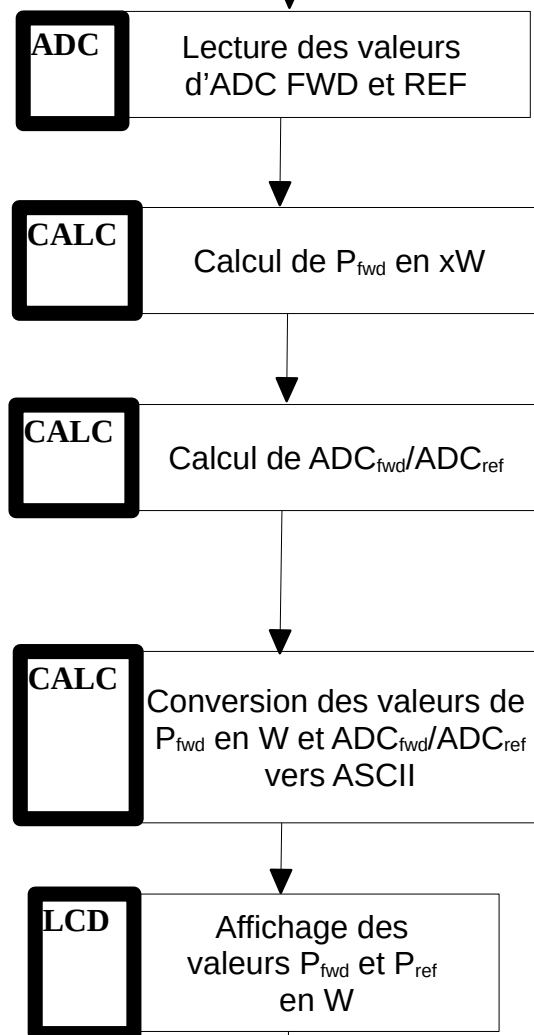 ADC
Lecture des valeurs
d’ADC FWD et REF
CALC
Calcul de Pfwd en xW
CALC
Calcul de ADCfwd/ADCref
CALC
Conversion des valeurs de
Pfwd en W et ADCfwd/ADCref
vers ASCII
LCD
Affichage des
valeurs Pfwd et Pref
en W